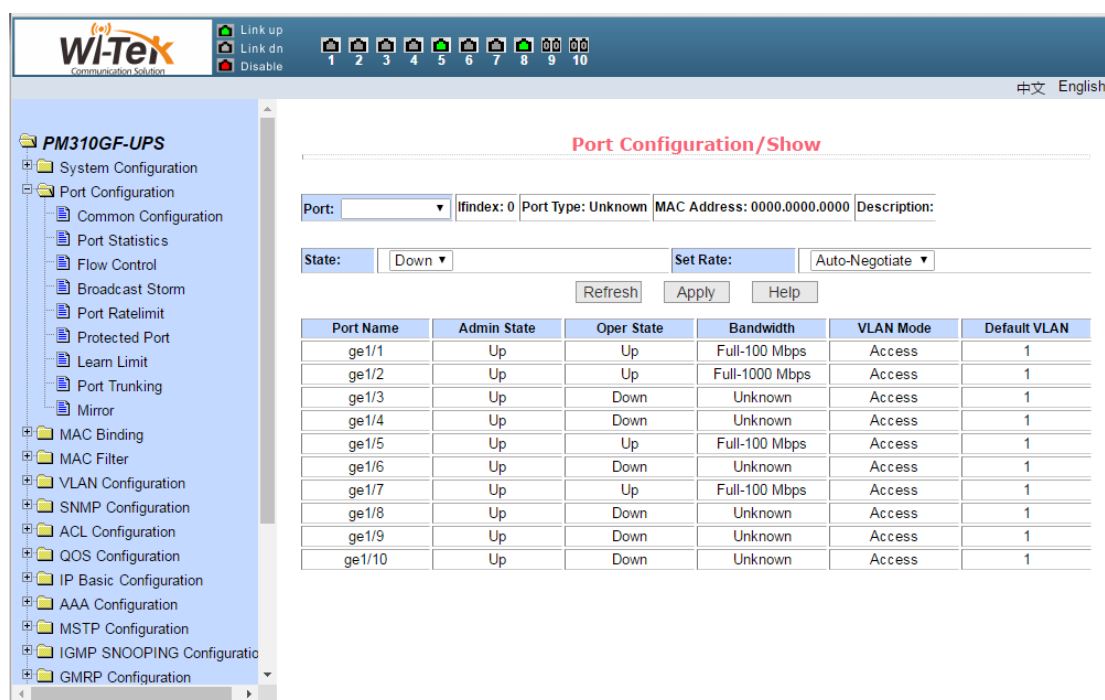 Wi-Tek
Communication Solution
Link up
Link dn
Disable
1 2 3 4 5 6 7 8 9 10
中文 English
PM310GF-UPS
System Configuration
Port Configuration
Common Configuration
Port Statistics
Flow Control
Broadcast Storm
Port Ratelimit
Protected Port
Learn Limit
Port Trunking
Mirror
MAC Binding
MAC Filter
VLAN Configuration
SNMP Configuration
ACL Configuration
QOS Configuration
IP Basic Configuration
AAA Configuration
MSTP Configuration
IGMP SNOOPING Configuratio
GMRP Configuration
Port Configuration/Show
Port: Ifindex: 0 Port Type: Unknown MAC Address: 0000.0000.0000 Description:
State: Down Set Rate: Auto-Negotiate
Refresh Apply Help
Port Name Admin State Oper State Bandwidth VLAN Mode Default VLAN
ge1/1 Up Up Full-100 Mbps Access 1
ge1/2 Up Up Full-1000 Mbps Access 1
ge1/3 Up Down Unknown Access 1
ge1/4 Up Down Unknown Access 1
ge1/5 Up Up Full-100 Mbps Access 1
ge1/6 Up Down Unknown Access 1
ge1/7 Up Up Full-100 Mbps Access 1
ge1/8 Up Down Unknown Access 1
ge1/9 Up Down Unknown Access 1
ge1/10 Up Down Unknown Access 1